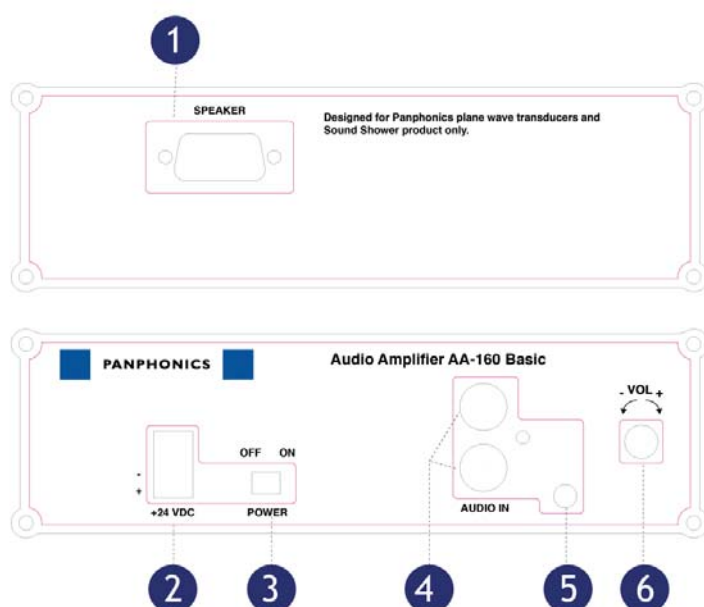 1
SPEAKER
Designed for Panphonics plane wave transducers and
Sound Shower product only.
PANPHONICS
Audio Amplifier AA-160 Basic
- VOL +
OFF ON
-
+
+24 VDC
POWER
AUDIO IN
2 3 4 5 6